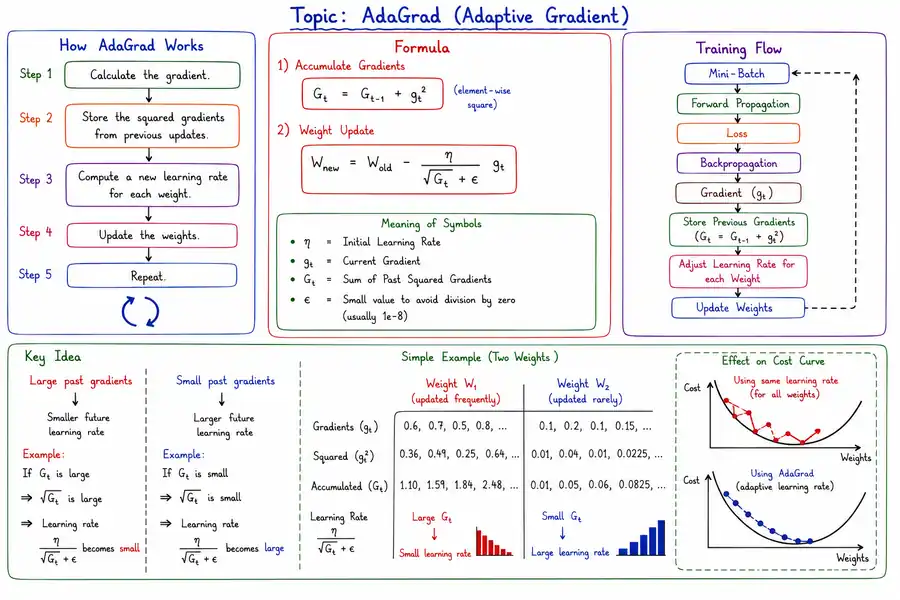 Topic: AdaGrad (Adaptive Gradient)
How AdaGrad Works
Step 1
Calculate the gradient.
Step 2
Store the squared gradients
from previous updates.
Step 3
Compute a new learning rate
for each weight.
Step 4
Update the weights.
Step 5
Repeat.
Formula
1) Accumulate Gradients
G_t = G_{t-1} + g_t²
(element-wise
square)
2) Weight Update
W_new = W_old - η / (√G_t + ϵ) g_t
Meaning of Symbols
• η = Initial Learning Rate
• g_t = Current Gradient
• G_t = Sum of Past Squared Gradients
• ϵ = Small value to avoid division by zero
(usually 1e-8)
Training Flow
Mini-Batch
Forward Propagation
Loss
Backpropagation
Gradient (g_t)
Store Previous Gradients
(G_t = G_{t-1} + g_t²)
Adjust Learning Rate for
each Weight
Update Weights
Key Idea
Large past gradients
Smaller future
learning rate
Example:
If G_t is large
⇒ √G_t is large
⇒ Learning rate
η / (√G_t + ϵ) becomes small
Small past gradients
Larger future
learning rate
Example:
If G_t is small
⇒ √G_t is small
⇒ Learning rate
η / (√G_t + ϵ) becomes large
Simple Example (Two Weights)
Weight W₁
(updated frequently)
Weight W₂
(updated rarely)
Gradients (g_t)
0.6, 0.7, 0.5, 0.8, ...
0.1, 0.2, 0.1, 0.15, ...
Squared (g_t²)
0.36, 0.49, 0.25, 0.64, ...
0.01, 0.04, 0.01, 0.0225, ...
Accumulated (G_t)
1.10, 1.59, 1.84, 2.48, ...
0.01, 0.05, 0.06, 0.0825, ...
Learning Rate
η / (√G_t + ϵ)
Large G_t
Small learning rate
Small G_t
Large learning rate
Effect on Cost Curve
Cost
Using same learning rate
(for all weights)
Weights
Cost
Using AdaGrad
(adaptive learning rate)
Weights